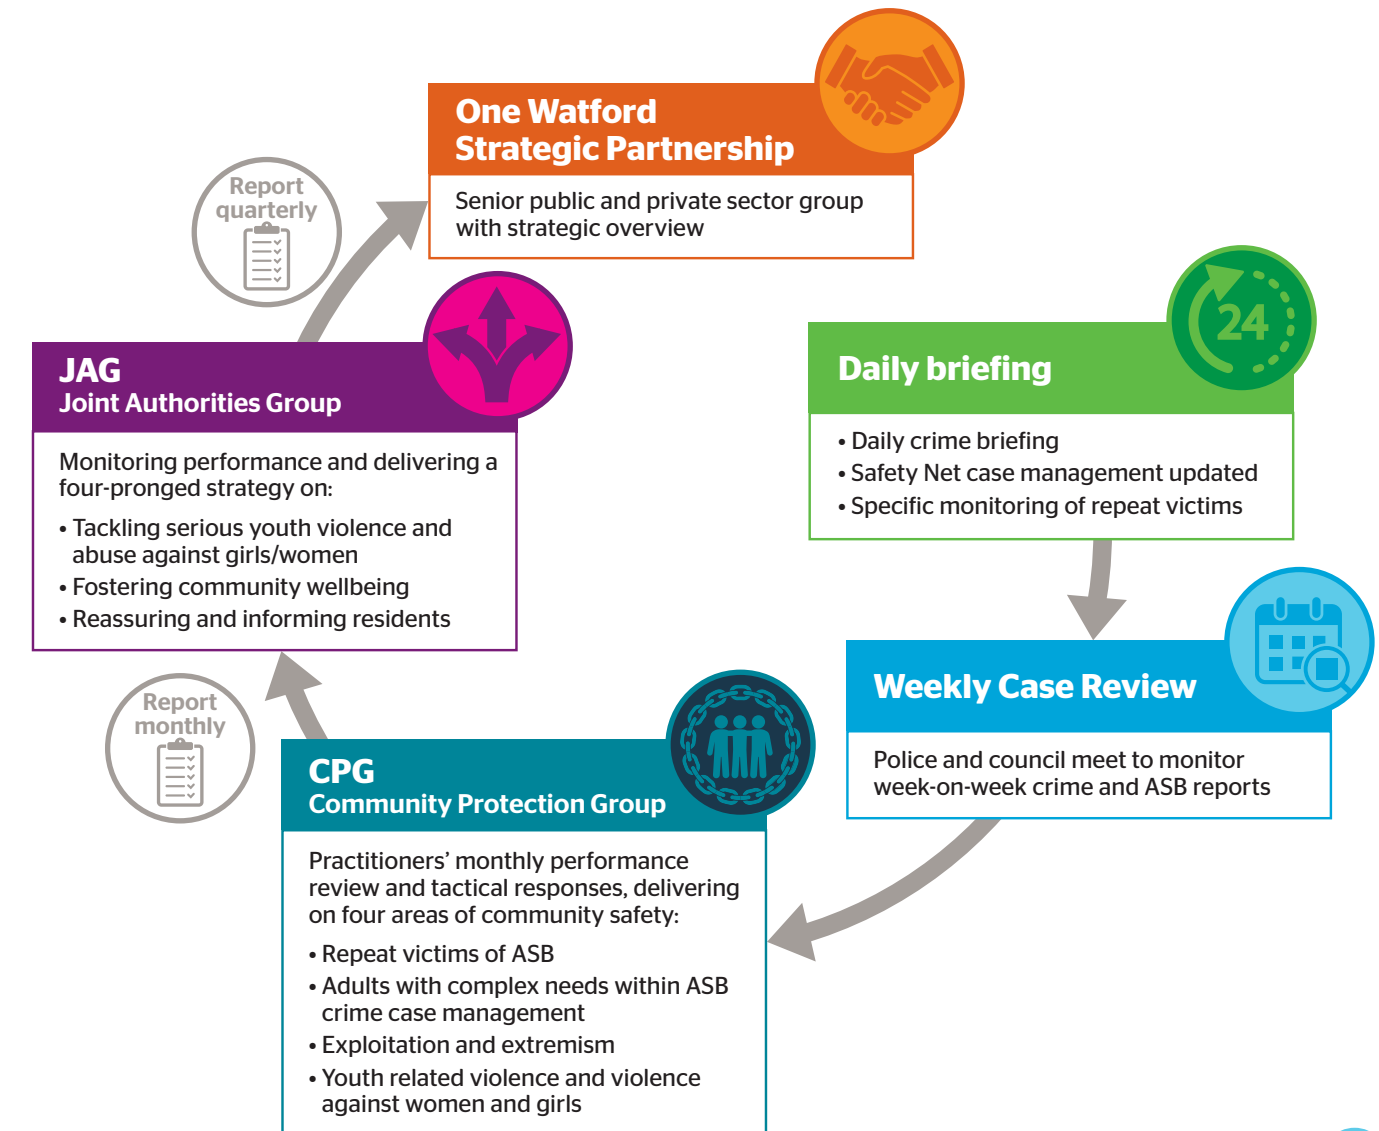 One Watford
Strategic Partnership
Senior public and private sector group
with strategic overview
Report
quarterly
JAG
Joint Authorities Group
Monitoring performance and delivering a
four-pronged strategy on:
• Tackling serious youth violence and
abuse against girls/women
• Fostering community wellbeing
• Reassuring and informing residents
Report
monthly
CPG
Community Protection Group
Practitioners’ monthly performance
review and tactical responses, delivering
on four areas of community safety:
• Repeat victims of ASB
• Adults with complex needs within ASB
crime case management
• Exploitation and extremism
• Youth related violence and violence
against women and girls
24
Daily briefing
• Daily crime briefing
• Safety Net case management updated
• Specific monitoring of repeat victims
Weekly Case Review
Police and council meet to monitor
week-on-week crime and ASB reports